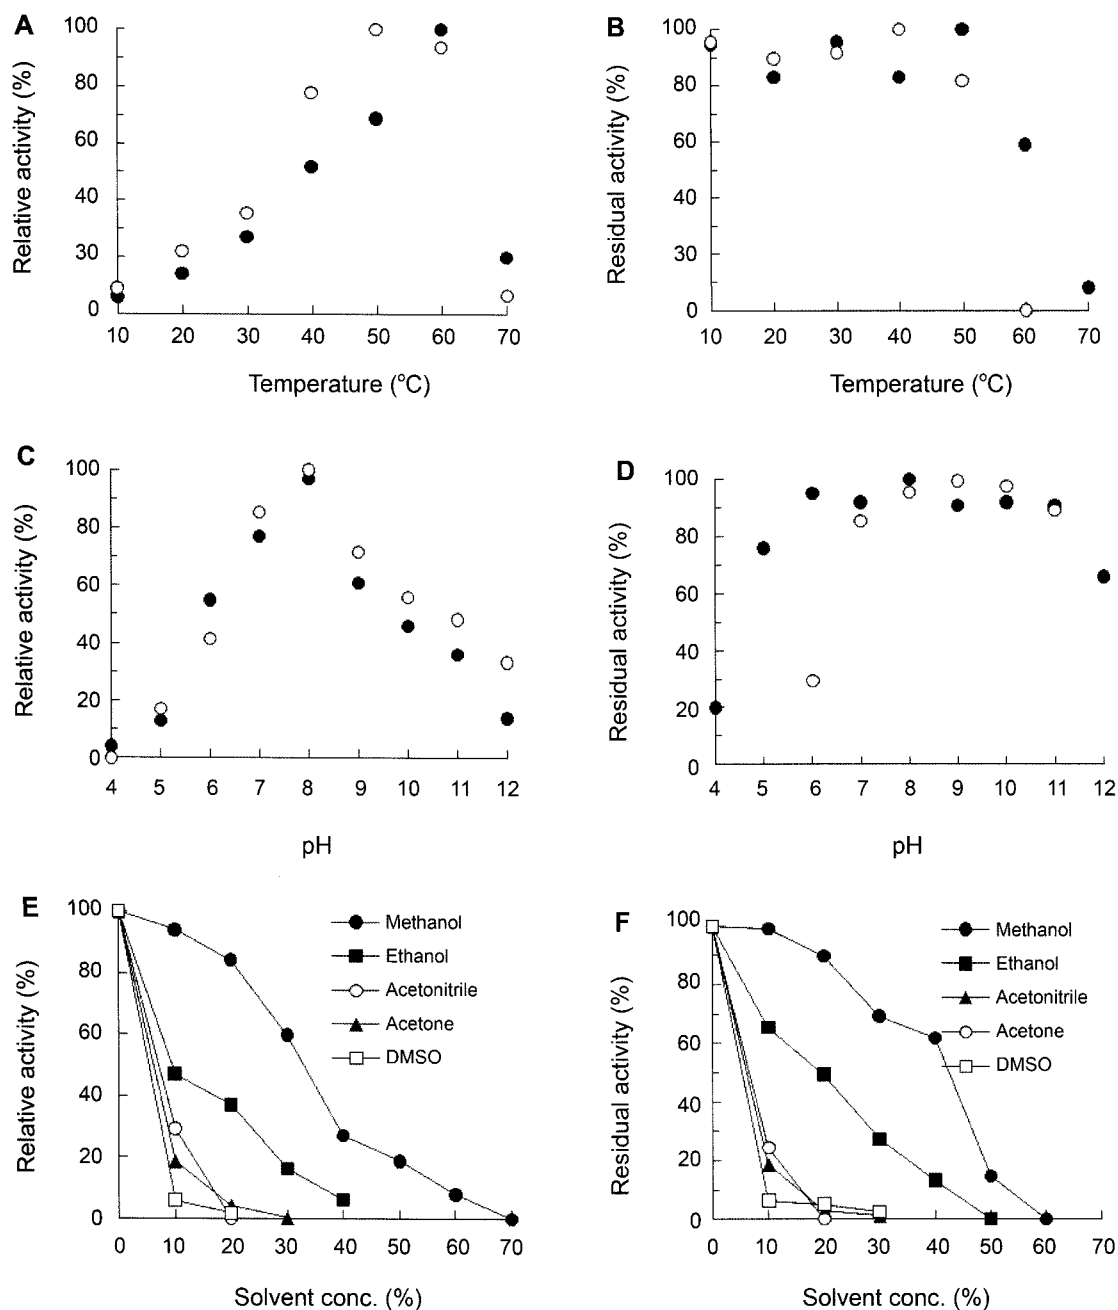 A
Relative activity (%)
100
80
60
40
30
0
10 20 30 40 50 60 70
Temperature (°C)
B
Residual activity (%)
100
80
60
40
30
0
10 20 30 40 50 60 70
Temperature (°C)
C
Relative activity (%)
100
80
60
40
20
0
4 5 6 7 8 9 10 11 12
pH
D
Residual activity (%)
100
80
60
40
20
0
4 5 6 7 8 9 10 11 12
pH
E
Relative activity (%)
100
80
60
40
20
0
0 10 20 30 40 50 60 70
Solvent conc. (%)
Methanol
Ethanol
Acetonitrile
Acetone
DMSO
F
Residual activity (%)
100
80
60
40
20
0
0 10 20 30 40 50 60 70
Solvent conc. (%)
Methanol
Ethanol
Acetonitrile
Acetone
DMSO